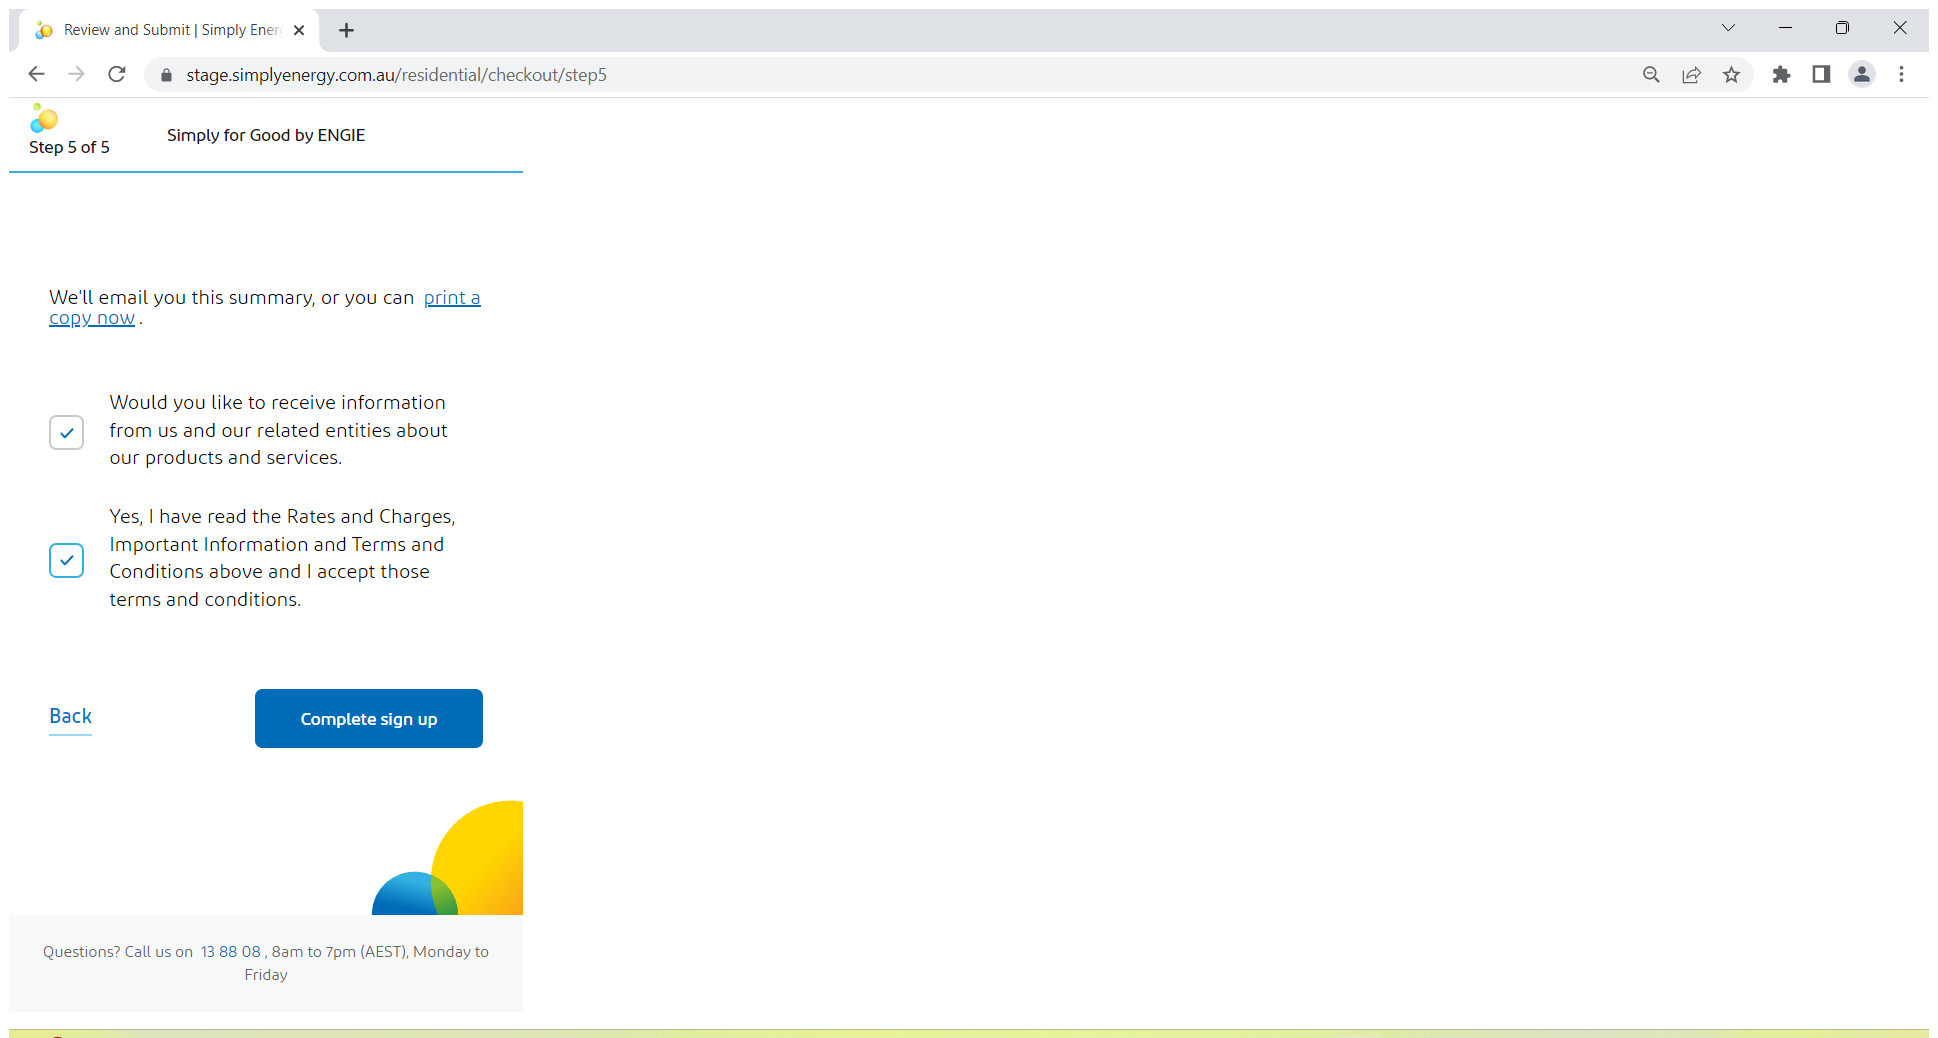 Review and Submit | Simply Ener
stage.simplyenergy.com.au/residential/checkout/step5
Step 5 of 5
Simply for Good by ENGIE
We'll email you this summary, or you can print a
copy now .
Would you like to receive information
from us and our related entities about
our products and services.
Yes, I have read the Rates and Charges,
Important Information and Terms and
Conditions above and I accept those
terms and conditions.
Back
Complete sign up
Questions? Call us on 13 88 08 , 8am to 7pm (AEST), Monday to
Friday